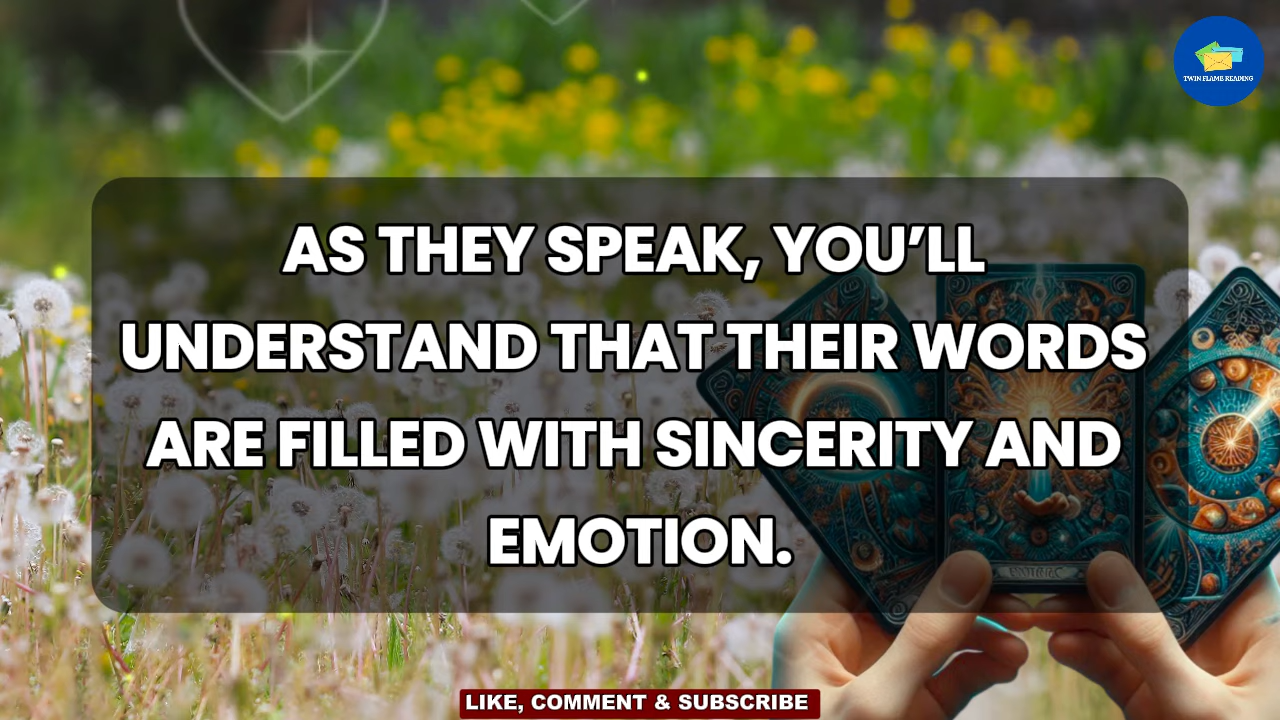 TWIN FLAME READING
AS THEY SPEAK, YOU’LL
UNDERSTAND THAT THEIR WORDS
ARE FILLED WITH SINCERITY AND
EMOTION.
LIKE, COMMENT & SUBSCRIBE